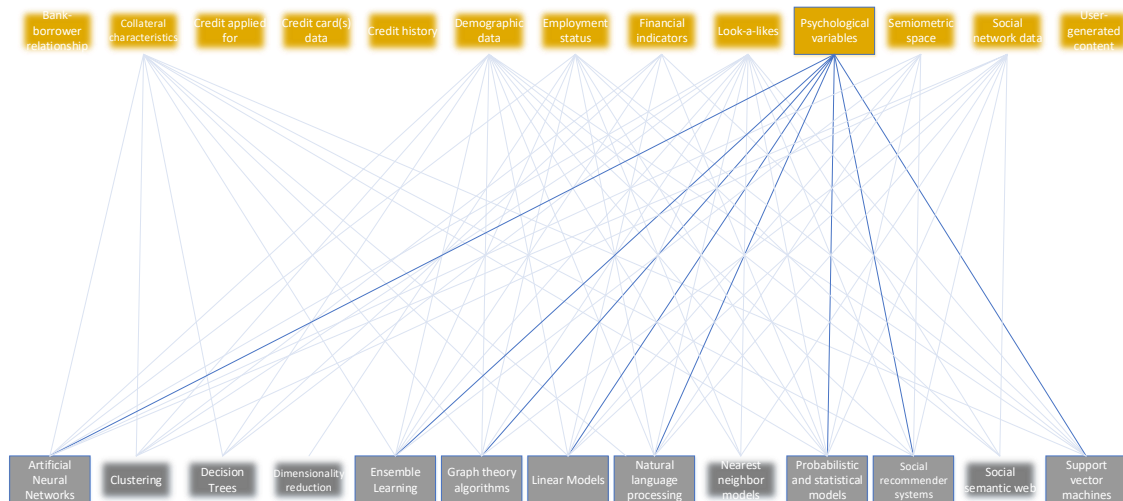 Bank-
borrower
relationship
Collateral
characteristics
Credit applied
for
Credit card(s)
data
Credit history
Demographic
data
Employment
status
Financial
indicators
Look-a-likes
Psychological
variables
Semiometric
space
Social
network data
User-
generated
content
Artificial
Neural
Networks
Clustering
Decision
Trees
Dimensionality
reduction
Ensemble
Learning
Graph theory
algorithms
Linear Models
Natural
language
processing
Nearest
neighbor
models
Probabilistic
and statistical
models
Social
recommender
systems
Social
semantic web
Support
vector
machines